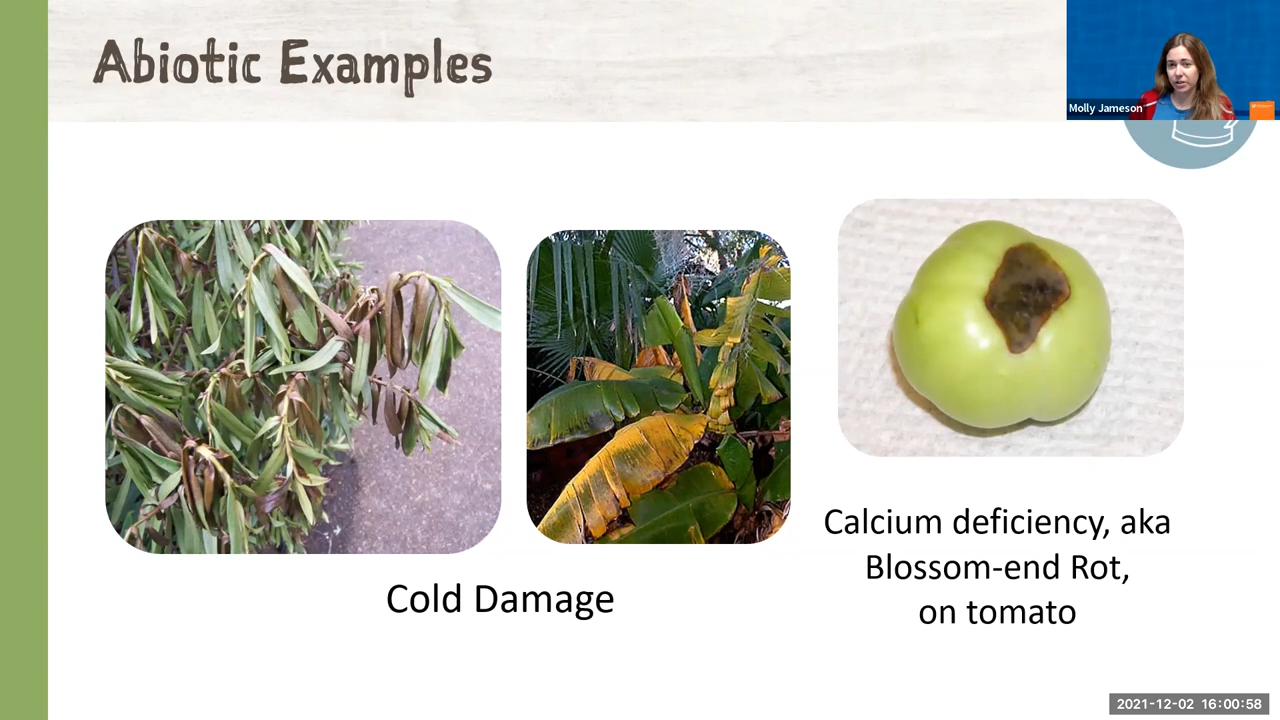 Abiotic Examples
Molly Jameson
Cold Damage
Calcium deficiency, aka
Blossom-end Rot,
on tomato
2021-12-02 16:00:58